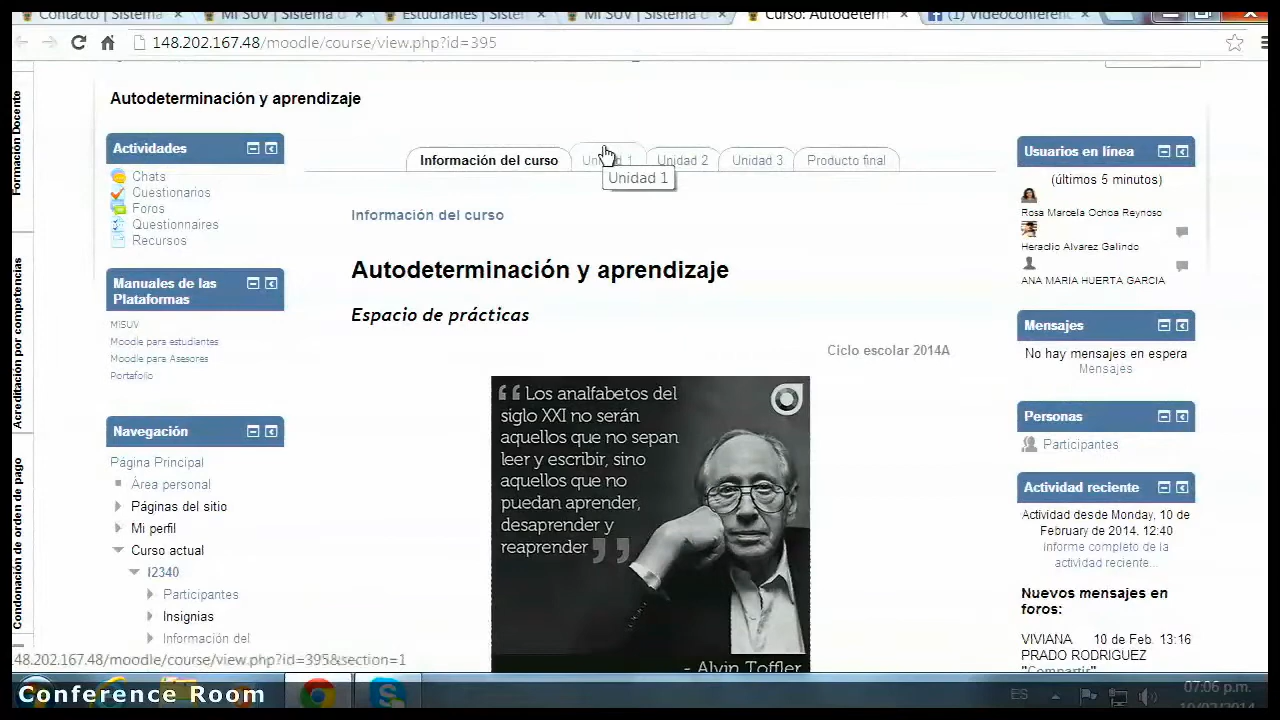 Contacto | Sistema
MI SUV | Sistema d
Estudiantes | Sistem
MI SUV | Sistema d
Curso: Autodeterm
(1) Videoconferenc
148.202.167.48/moodle/course/view.php?id=395
Formación Docente
Acreditación por competencias
Condonación de orden de pago
Autodeterminación y aprendizaje
Actividades
Chats
Cuestionarios
Foros
Questionnaires
Recursos
Manuales de las
Plataformas
MISUV
Moodle para estudiantes
Moodle para Asesores
Portafolio
Navegación
Página Principal
Área personal
Páginas del sitio
Mi perfil
Curso actual
I2340
Participantes
Insignias
Información del
Información del curso
Unidad 1
Unidad 2
Unidad 3
Producto final
Unidad 1
Información del curso
Autodeterminación y aprendizaje
Espacio de prácticas
Ciclo escolar 2014A
“ Los analfabetos del
siglo XXI no serán
aquellos que no sepan
leer y escribir, sino
aquellos que no
puedan aprender,
desaprender y
reaprender ”
- Alvin Toffler
Usuarios en línea
(últimos 5 minutos)
Rosa Marcela Ochoa Reynoso
Heraclio Alvarez Galindo
ANA MARIA HUERTA GARCIA
Mensajes
No hay mensajes en espera
Mensajes
Personas
Participantes
Actividad reciente
Actividad desde Monday, 10 de
February de 2014. 12:40
Informe completo de la
actividad reciente...
Nuevos mensajes en
foros:
VIVIANA 10 de Feb. 13:16
PRADO RODRIGUEZ
"Compartir"
48.202.167.48/moodle/course/view.php?id=395&section=1
Conference Room
ES
07:06 p.m.
10/02/2014